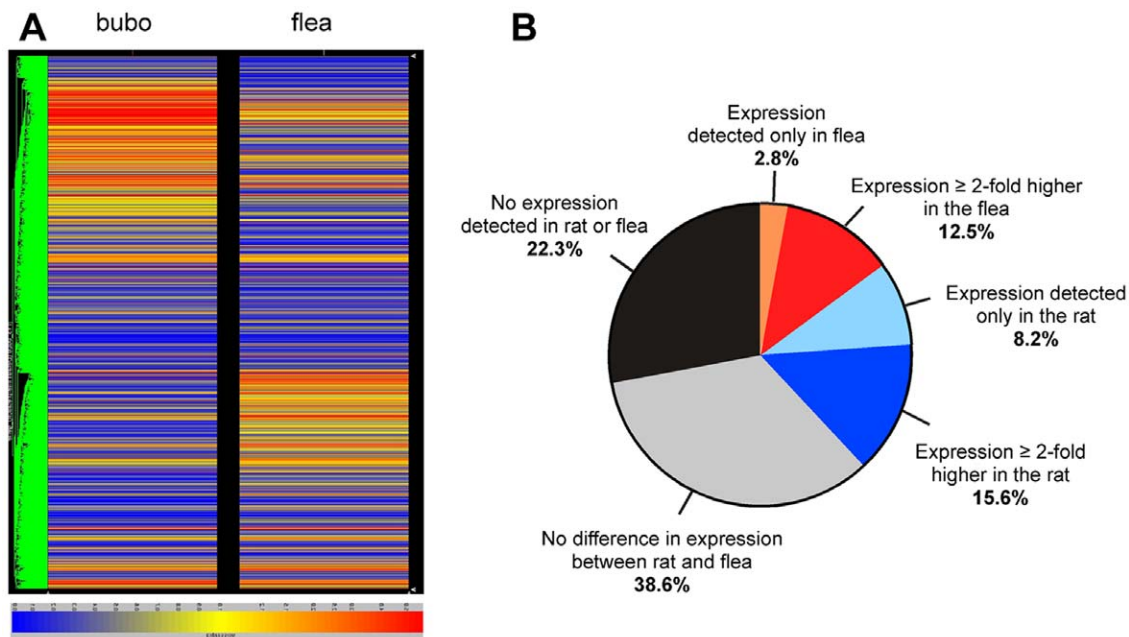 A
bubo
flea
B
Expression
detected only in flea
2.8%
Expression ≥ 2-fold higher
in the flea
12.5%
No expression
detected in rat or flea
22.3%
Expression detected
only in the rat
8.2%
Expression ≥ 2-fold
higher in the rat
15.6%
No difference in expression
between rat and flea
38.6%